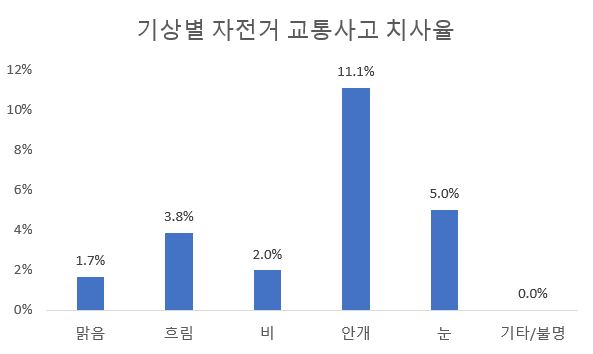 기상별 자전거 교통사고 치사율
12%
10%
8%
6%
4%
2%
0%
1.7%
3.8%
2.0%
11.1%
5.0%
0.0%
맑음
흐림
비
안개
눈
기타/불명